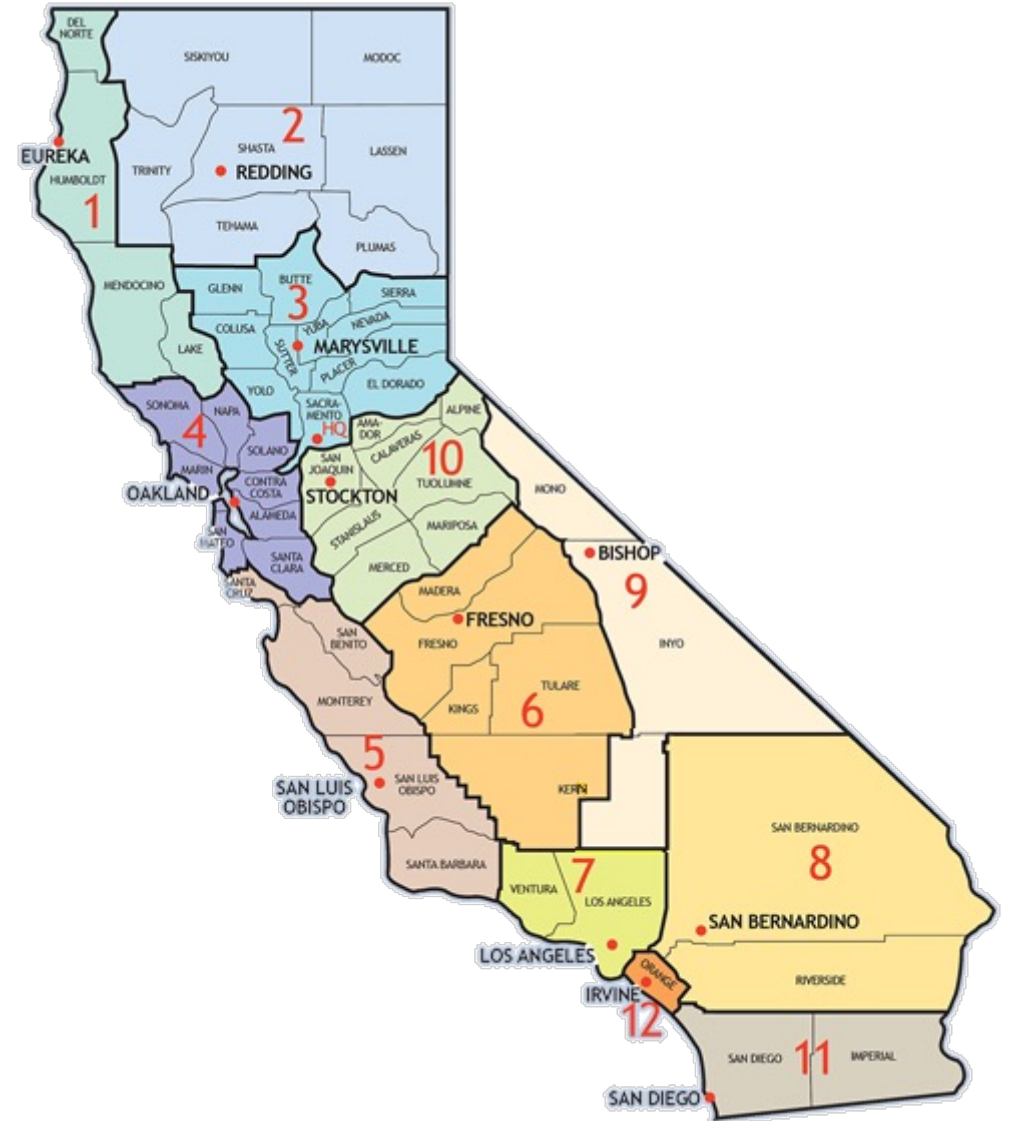 DEL
NORTE
SISKIYOU
MODOC
2
SHASTA
LASSEN
EUREKA
TRINITY
REDDING
HUMBOLDT
1
TEHAMA
PLUMAS
MENDOCINO
GLENN
BUTTE
SIERRA
3
COLUSA
YUBA
NEVADA
SUTTER
MARYSVILLE
LAKE
PLACER
YOLO
EL DORADO
SONOMA
NAPA
SACRA-
MENTO
ALPINE
4
HQ
AMA-
DOR
SOLANO
CALAVERAS
10
MARIN
SAN
JOAQUIN
TUOLUMNE
OAKLAND
CONTRA
COSTA
STOCKTON
MONO
ALAMEDA
STANISLAUS
MARIPOSA
SAN
MATEO
SANTA
CLARA
MERCED
BISHOP
9
SANTA
CRUZ
MADERA
FRESNO
SAN
BENITO
FRESNO
INYO
TULARE
MONTEREY
KINGS
6
5
SAN LUIS
OBISPO
SAN LUIS
OBISPO
KERN
SAN BERNARDINO
SANTA BARBARA
7
8
VENTURA
LOS ANGELES
SAN BERNARDINO
LOS ANGELES
ORANGE
RIVERSIDE
IRVINE
12
SAN DIEGO
11
IMPERIAL
SAN DIEGO